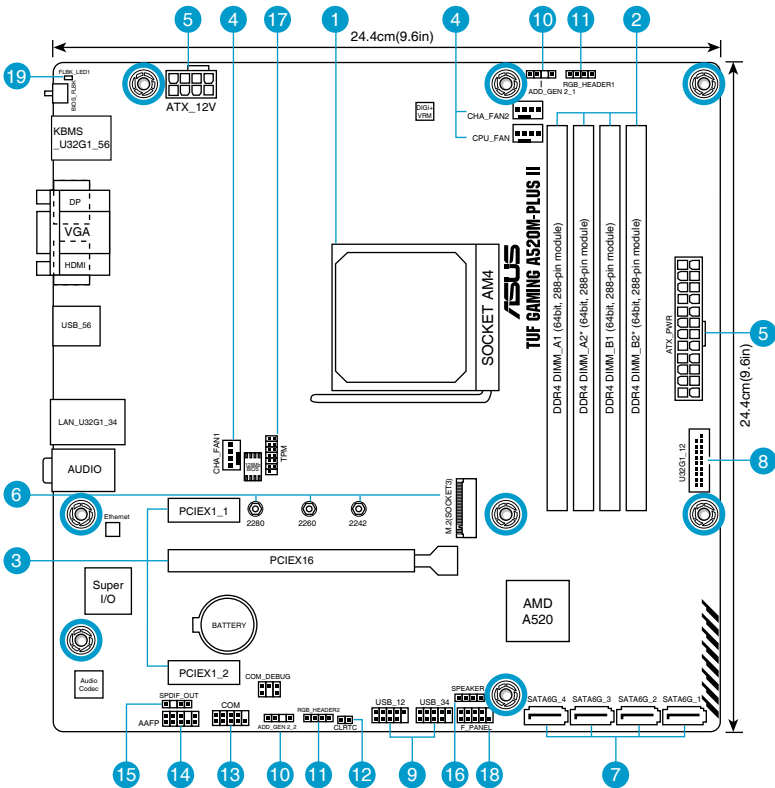 5
4
1
17
4
10
11
2
24.4cm(9.6in)
19
FLBK_LED1
BIOS_FLBK
ATX_12V
DIGI+
VRM
ADD_GEN 2_1
RGB_HEADER1
CHA_FAN2
CPU_FAN
KBMS
_U32G1_56
DP
VGA
HDMI
USB_56
LAN_U32G1_34
AUDIO
SOCKET AM4
ASUS
TUF GAMING A520M-PLUS II
DDR4 DIMM_A1 (64bit, 288-pin module)
DDR4 DIMM_A2* (64bit, 288-pin module)
DDR4 DIMM_B1 (64bit, 288-pin module)
DDR4 DIMM_B2* (64bit, 288-pin module)
ATX_PWR
5
24.4cm(9.6in)
U32G1_12
8
CHA_FAN1
128Mb
BIOS
TPM
6
Ethernet
PCIEX1_1
2280
2260
2242
M.2(SOCKET3)
3
PCIEX16
Super
I/O
BATTERY
AMD
A520
Audio
Codec
PCIEX1_2
COM_DEBUG
SPDIF_OUT
AAFP
COM
ADD_GEN 2_2
RGB_HEADER2
CLRTC
USB_12
USB_34
SPEAKER
F_PANEL
SATA6G_4
SATA6G_3
SATA6G_2
SATA6G_1
15
14
13
10
11
12
9
16
18
7